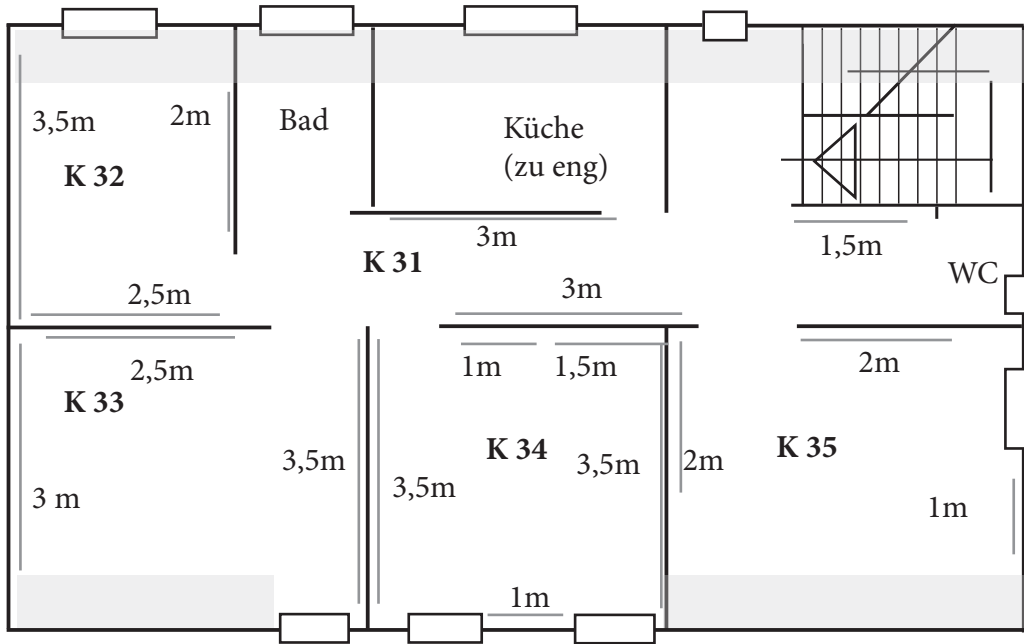 3,5m
2m
K 32
2,5m
Bad
Küche
(zu eng)
3m
K 31
3m
1,5m
WC
2,5m
K 33
3 m
3,5m
1m
1,5m
K 34
3,5m
3,5m
1m
2m
2m
K 35
1m